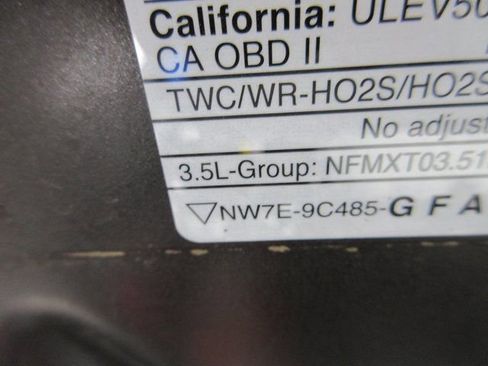 California: ULEV50
CA OBD II
TWC/WR-HO2S/HO2S
No adjust
3.5L-Group: NFMXT03.51
▽NW7E-9C485-GFA